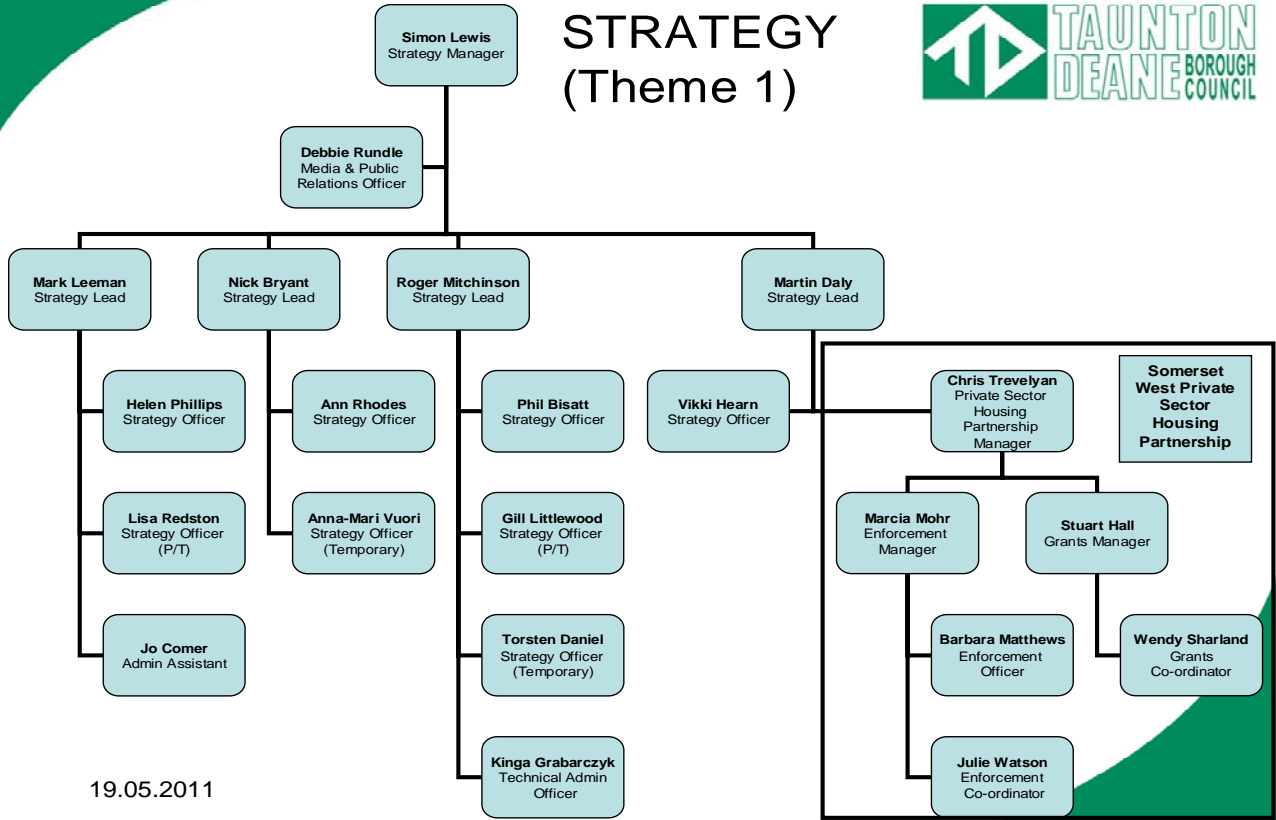 STRATEGY
(Theme 1)
TAUNTON
DEANE BOROUGH
COUNCIL
TD
Simon Lewis
Strategy Manager
Debbie Rundle
Media & Public
Relations Officer
Mark Leeman
Strategy Lead
Nick Bryant
Strategy Lead
Roger Mitchinson
Strategy Lead
Martin Daly
Strategy Lead
Helen Phillips
Strategy Officer
Ann Rhodes
Strategy Officer
Phil Bisatt
Strategy Officer
Vikki Hearn
Strategy Officer
Chris Trevelyan
Private Sector
Housing
Partnership
Manager
Somerset
West Private
Sector
Housing
Partnership
Lisa Redston
Strategy Officer
(P/T)
Anna-Mari Vuori
Strategy Officer
(Temporary)
Gill Littlewood
Strategy Officer
(P/T)
Marcia Mohr
Enforcement
Manager
Stuart Hall
Grants Manager
Jo Comer
Admin Assistant
Torsten Daniel
Strategy Officer
(Temporary)
Barbara Matthews
Enforcement
Officer
Wendy Sharland
Grants
Co-ordinator
Kinga Grabarczyk
Technical Admin
Officer
Julie Watson
Enforcement
Co-ordinator
19.05.2011